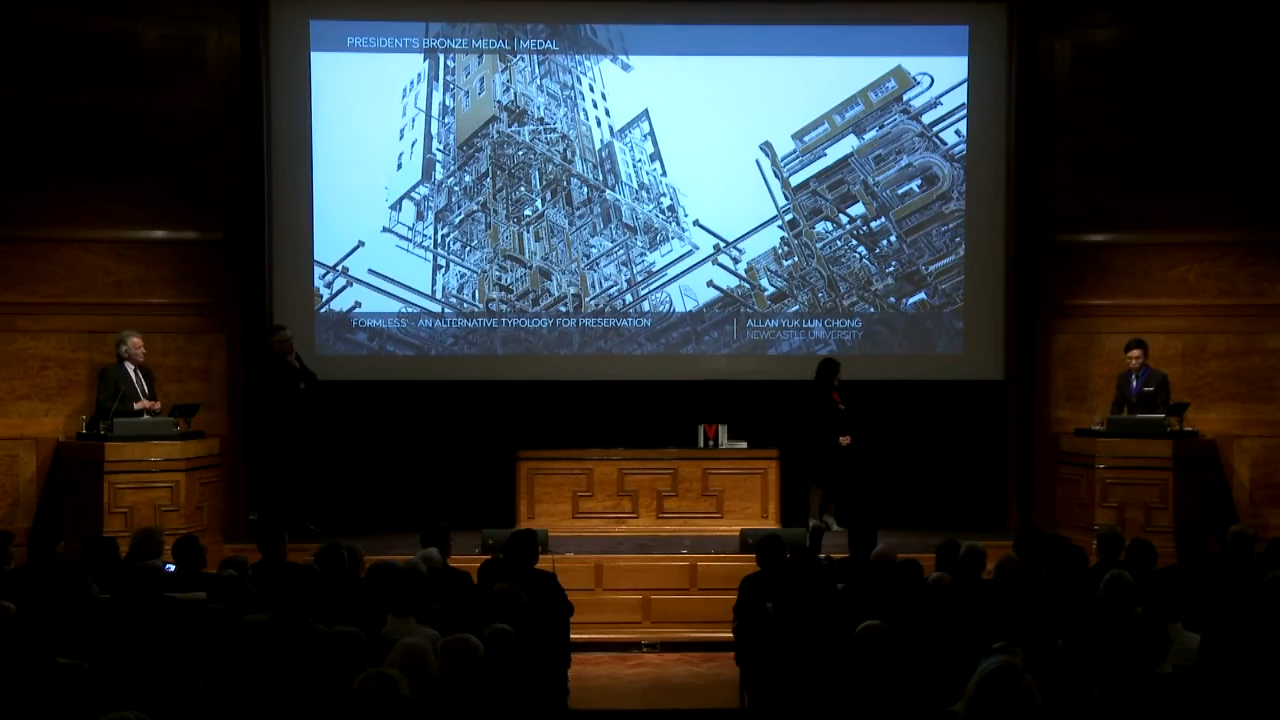 PRESIDENT'S BRONZE MEDAL | MEDAL
'FORMLESS' - AN ALTERNATIVE TYPOLOGY FOR PRESERVATION
ALLAN YUK LUN CHONG
NEWCASTLE UNIVERSITY